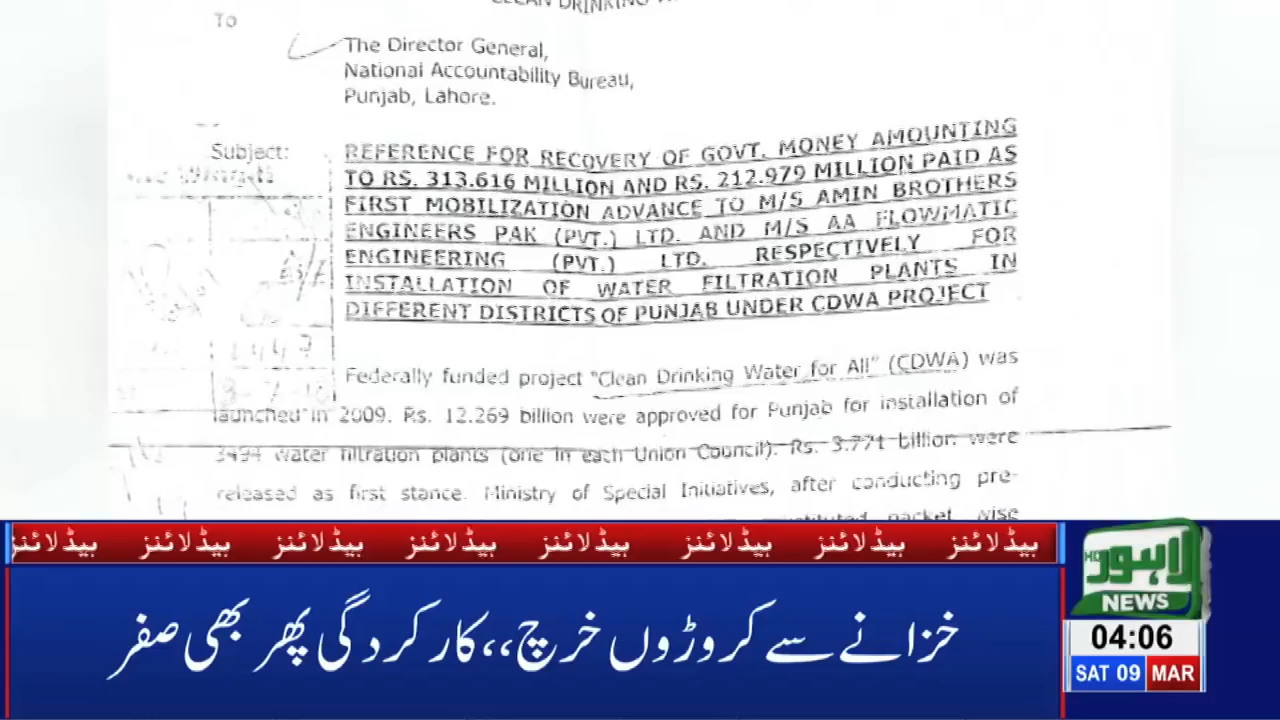 CLEAN DRINKING
To
The Director General,
National Accountability Bureau,
Punjab, Lahore.
Subject:
REFERENCE FOR RECOVERY OF GOVT. MONEY AMOUNTING
TO RS. 313.616 MILLION AND RS. 212.979 MILLION PAID AS
FIRST MOBILIZATION ADVANCE TO M/S AMIN BROTHERS
ENGINEERS PAK (PVT.) LTD. AND M/S AA FLOWMATIC
ENGINEERING (PVT.) LTD. RESPECTIVELY FOR
INSTALLATION OF WATER FILTRATION PLANTS IN
DIFFERENT DISTRICTS OF PUNJAB UNDER CDWA PROJECT
Federally funded project "Clean Drinking Water for All" (CDWA) was
launched in 2009. Rs. 12.269 billion were approved for Punjab for installation of
3494 water filtration plants (one in each Union Council). Rs. 3.771 billion were
released as first stance. Ministry of Special Initiatives, after conducting pre-
packet wise
ہیڈلائنز ہیڈلائنز ہیڈلائنز ہیڈلائنز ہیڈلائنز ہیڈلائنز ہیڈلائنز ہیڈلائنز
خزانے سے کروڑوں خرچ،،کارکردگی پھر بھی صفر
HD
لاہور
NEWS
04:06
SAT 09 MAR